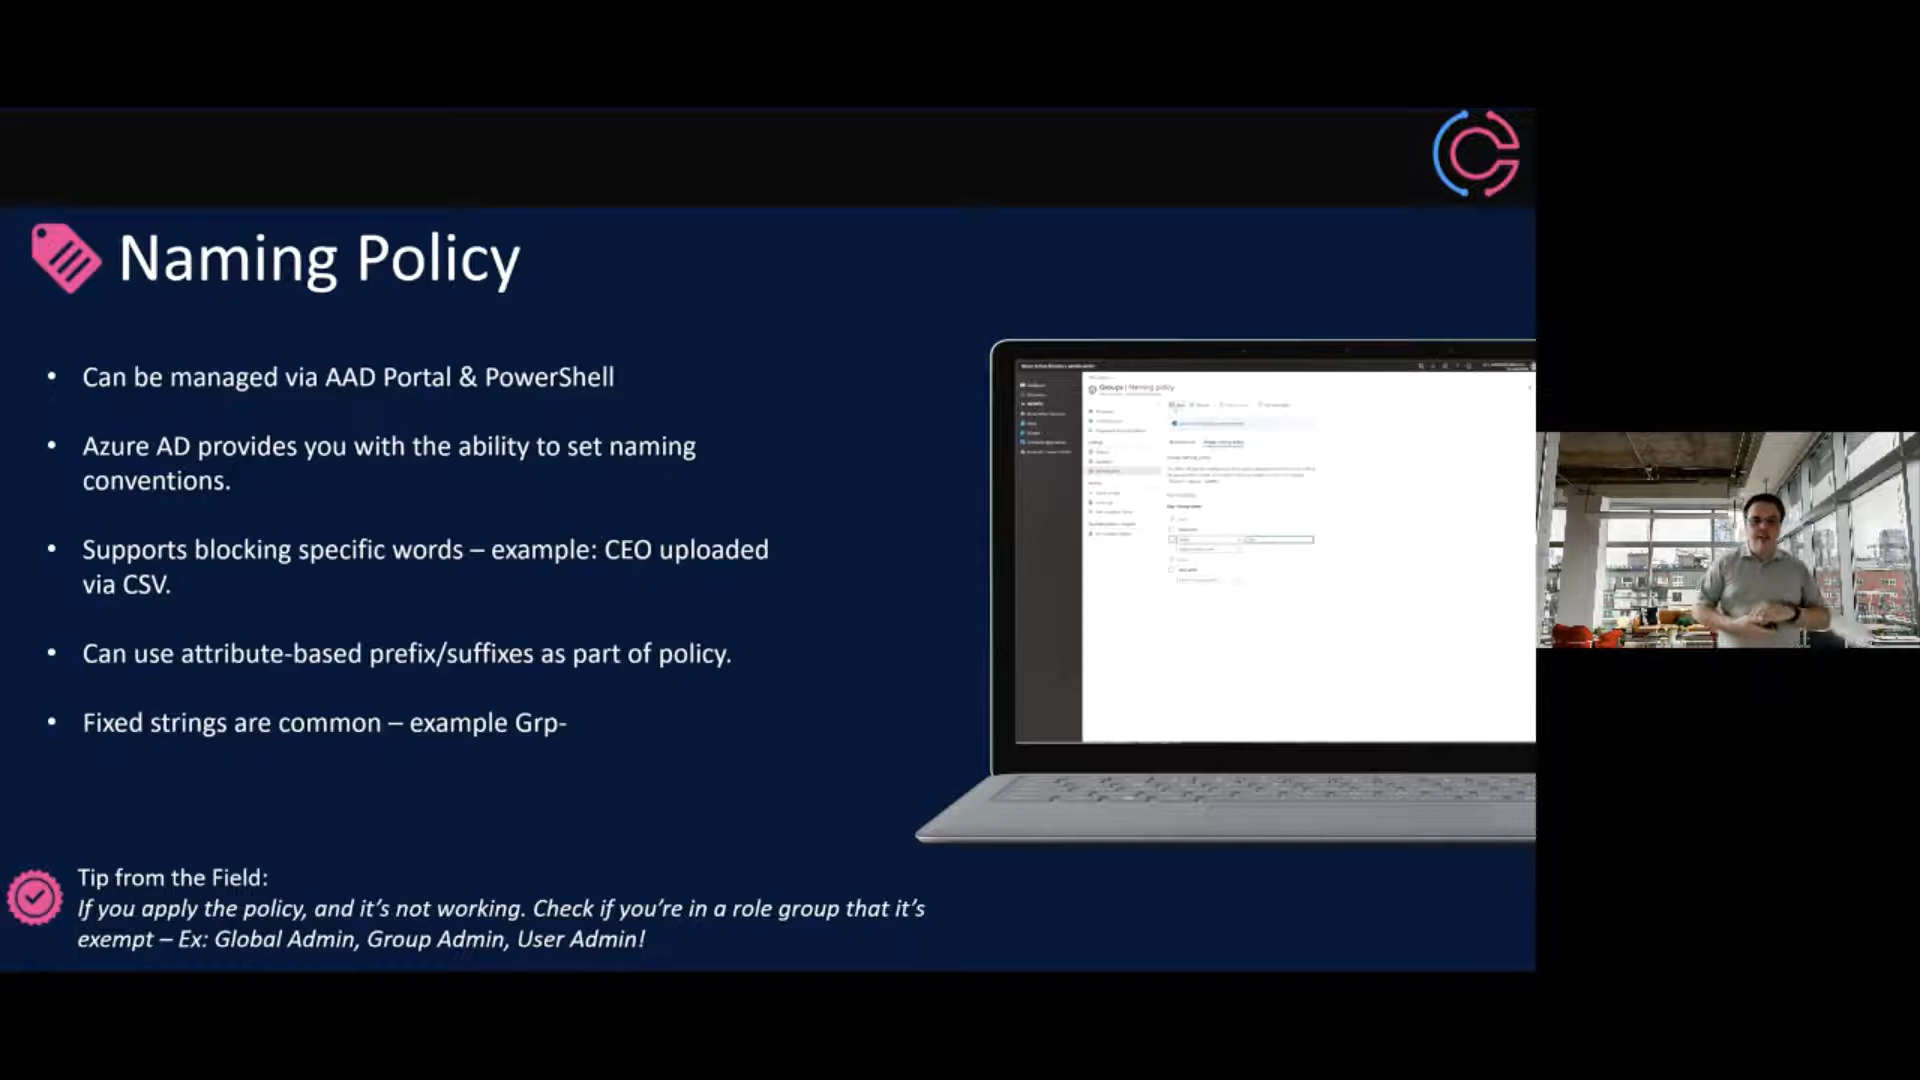 Naming Policy
• Can be managed via AAD Portal & PowerShell
• Azure AD provides you with the ability to set naming
conventions.
• Supports blocking specific words – example: CEO uploaded
via CSV.
• Can use attribute-based prefix/suffixes as part of policy.
• Fixed strings are common – example Grp-
Groups | Naming policy
Tip from the Field:
If you apply the policy, and it's not working. Check if you're in a role group that it's
exempt – Ex: Global Admin, Group Admin, User Admin!